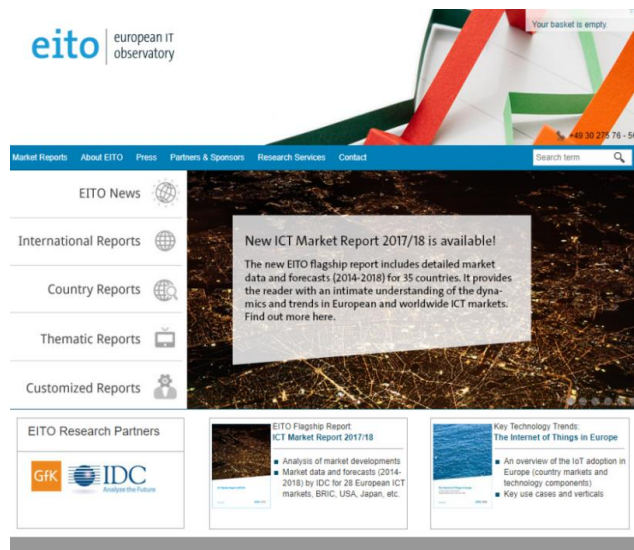 Your basket is empty.
eito
european IT
observatory
+49 30 275 76 - 5
Market Reports About EITO Press Partners & Sponsors Research Services Contact
Search term
EITO News
International Reports
Country Reports
Thematic Reports
Customized Reports
New ICT Market Report 2017/18 is available!
The new EITO flagship report includes detailed market
data and forecasts (2014-2018) for 35 countries. It provides
the reader with an intimate understanding of the dyna-
mics and trends in European and worldwide ICT markets.
Find out more here.
EITO Research Partners
GfK
IDC
Analyze the Future
EITO Flagship Report:
ICT Market Report 2017/18
Analysis of market developments
Market data and forecasts (2014-
2018) by IDC for 28 European ICT
markets, BRIC, USA, Japan, etc.
Key Technology Trends:
The Internet of Things in Europe
An overview of the IoT adoption in
Europe (country markets and
technology components)
Key use cases and verticals